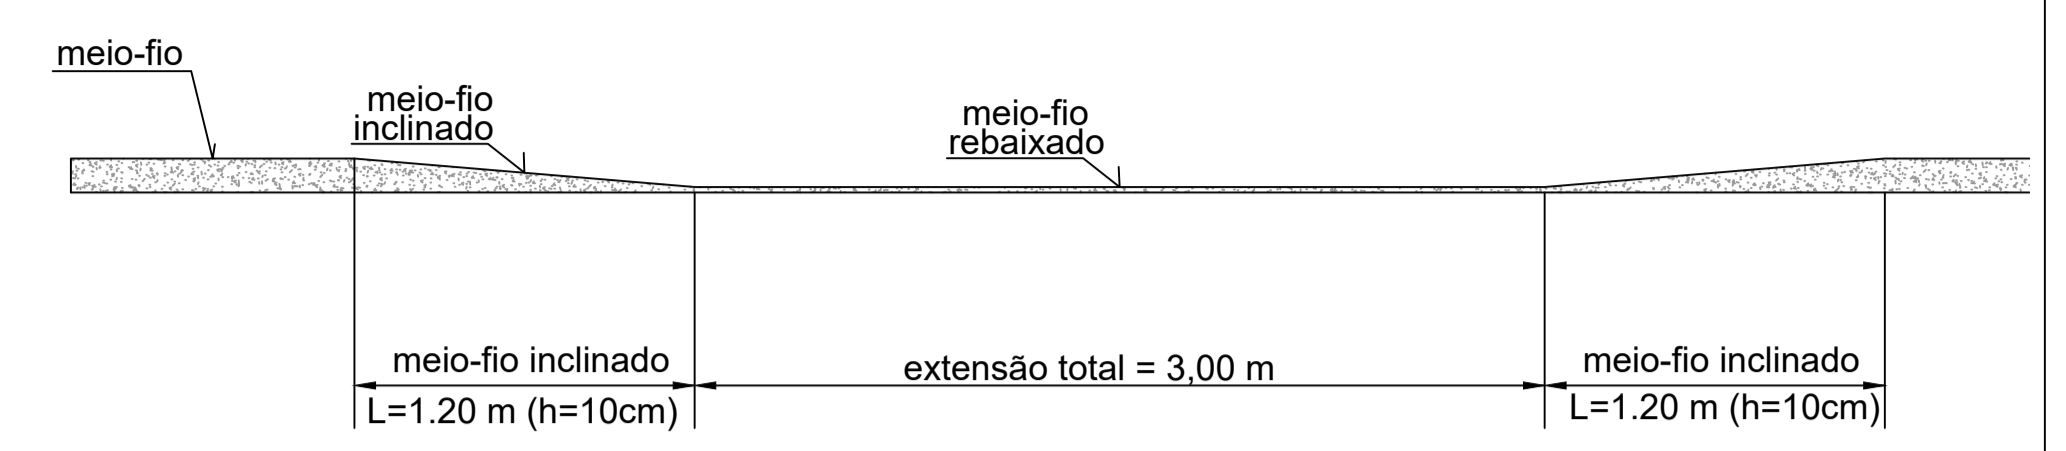 meio-fio
meio-fio
inclinado
meio-fio
rebaixado
meio-fio inclinado
L=1.20 m (h=10cm)
extensão total = 3,00 m
meio-fio inclinado
L=1.20 m (h=10cm)